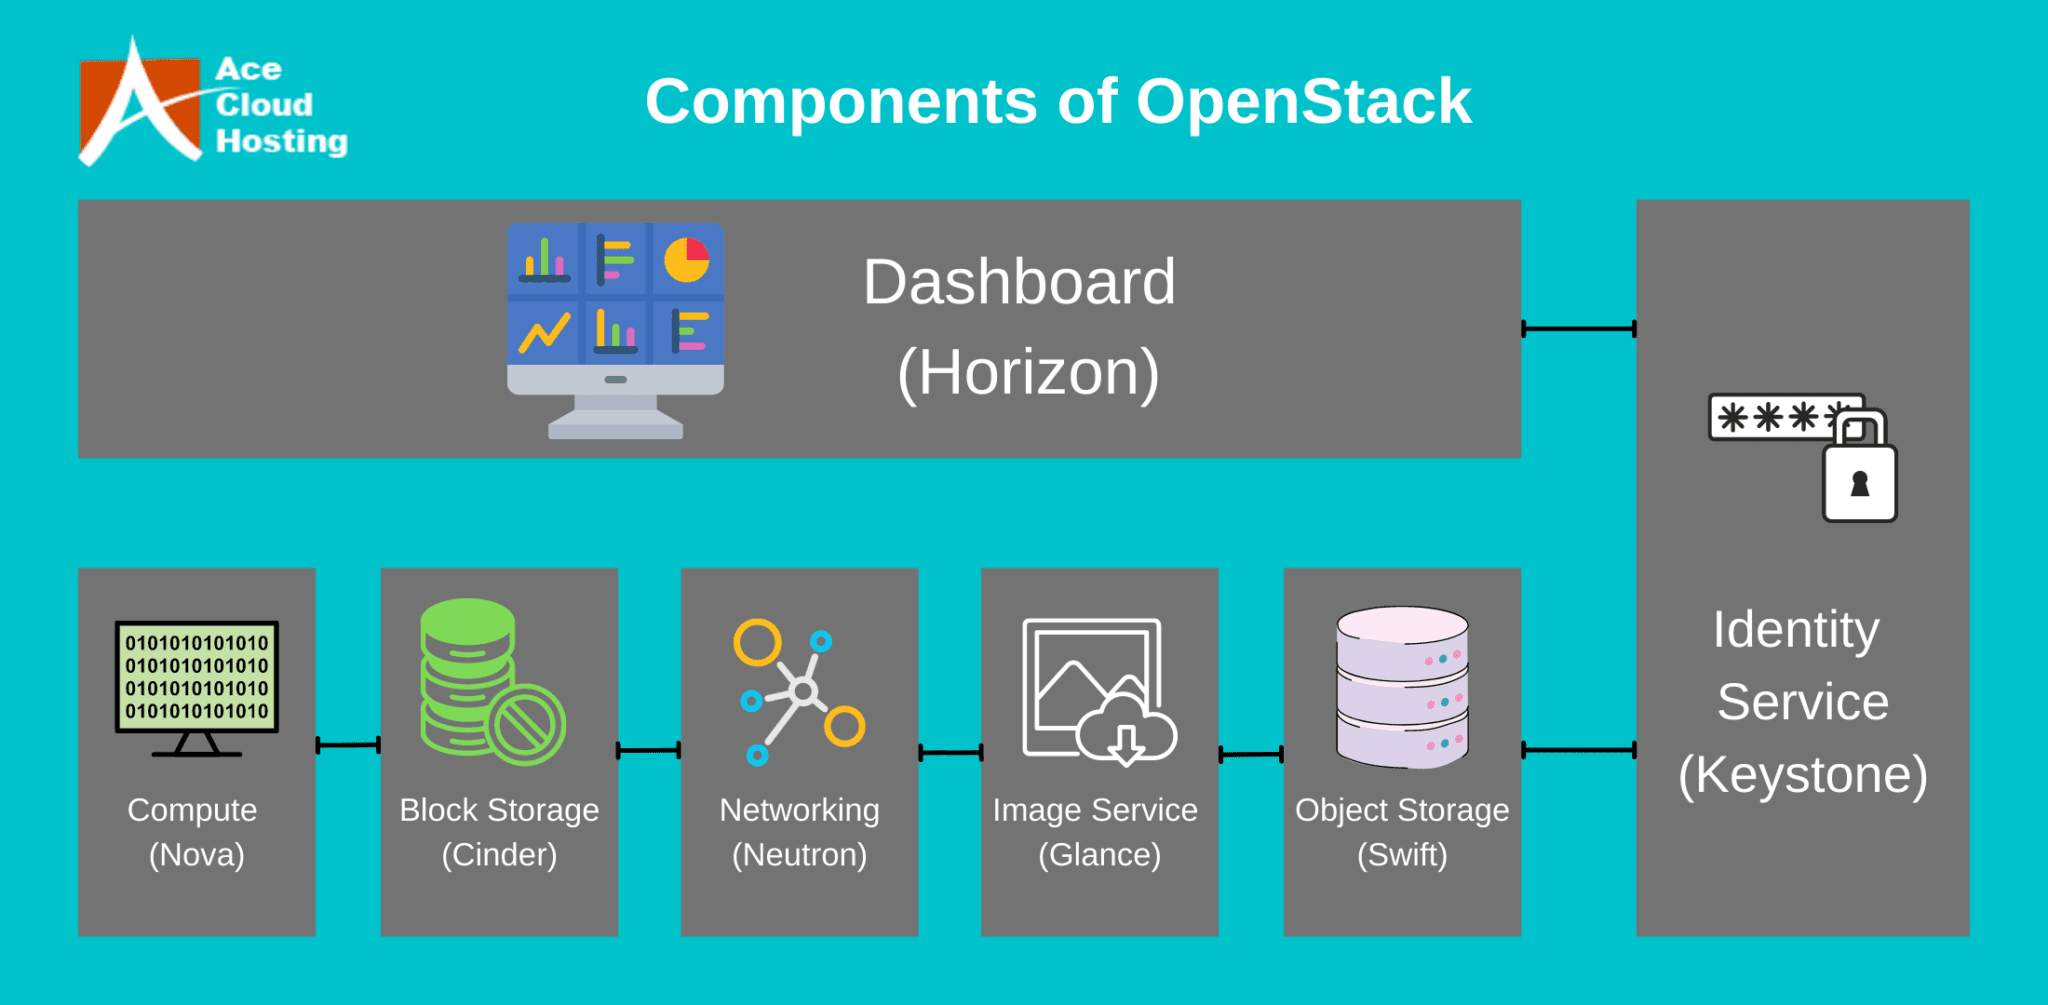 Ace
Cloud
Hosting
Components of OpenStack
Dashboard
(Horizon)
****
Identity
Service
(Keystone)
0101010101010
0101010101010
0101010101010
0101010101010
Compute
(Nova)
Block Storage
(Cinder)
Networking
(Neutron)
Image Service
(Glance)
Object Storage
(Swift)